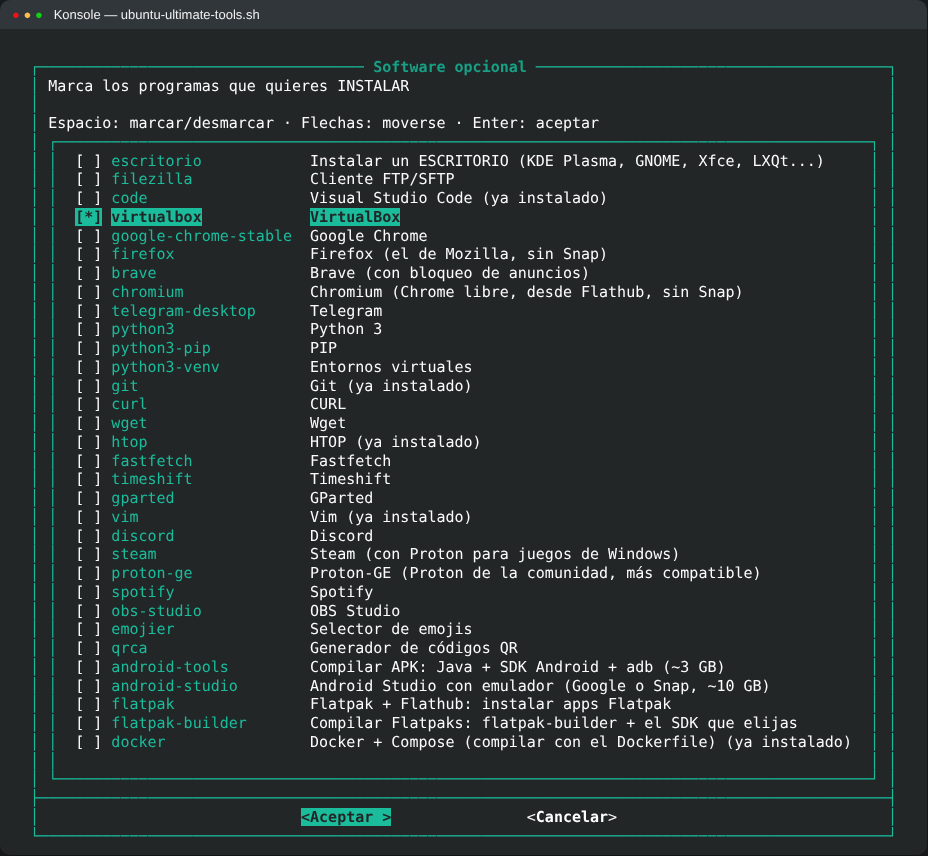 Konsole — ubuntu-ultimate-tools.sh
Software opcional
Marca los programas que quieres INSTALAR
Espacio: marcar/desmarcar · Flechas: moverse · Enter: aceptar
[ ] escritorio Instalar un ESCRITORIO (KDE Plasma, GNOME, Xfce, LXQt...)
[ ] filezilla Cliente FTP/SFTP
[ ] code Visual Studio Code (ya instalado)
[*] virtualbox VirtualBox
[ ] google-chrome-stable Google Chrome
[ ] firefox Firefox (el de Mozilla, sin Snap)
[ ] brave Brave (con bloqueo de anuncios)
[ ] chromium Chromium (Chrome libre, desde Flathub, sin Snap)
[ ] telegram-desktop Telegram
[ ] python3 Python 3
[ ] python3-pip PIP
[ ] python3-venv Entornos virtuales
[ ] git Git (ya instalado)
[ ] curl CURL
[ ] wget Wget
[ ] htop HTOP (ya instalado)
[ ] fastfetch Fastfetch
[ ] timeshift Timeshift
[ ] gparted GParted
[ ] vim Vim (ya instalado)
[ ] discord Discord
[ ] steam Steam (con Proton para juegos de Windows)
[ ] proton-ge Proton-GE (Proton de la comunidad, más compatible)
[ ] spotify Spotify
[ ] obs-studio OBS Studio
[ ] emojier Selector de emojis
[ ] qrca Generador de códigos QR
[ ] android-tools Compilar APK: Java + SDK Android + adb (~3 GB)
[ ] android-studio Android Studio con emulador (Google o Snap, ~10 GB)
[ ] flatpak Flatpak + Flathub: instalar apps Flatpak
[ ] flatpak-builder Compilar Flatpaks: flatpak-builder + el SDK que elijas
[ ] docker Docker + Compose (compilar con el Dockerfile) (ya instalado)
<Aceptar > <Cancelar>